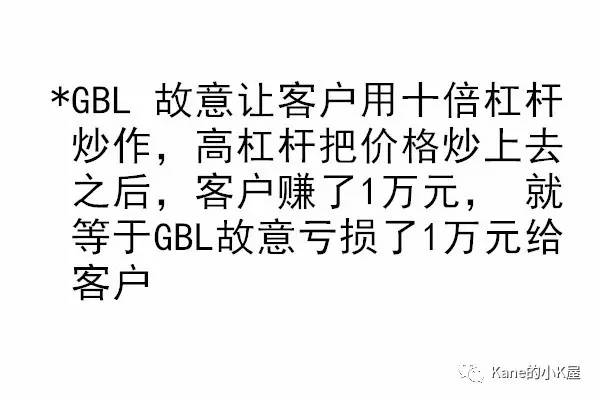 *GBL 故意让客户用十倍杠杆
炒作，高杠杆把价格炒上去
之后，客户赚了1万元， 就
等于GBL故意亏损了1万元给
客户
Kane的小K屋